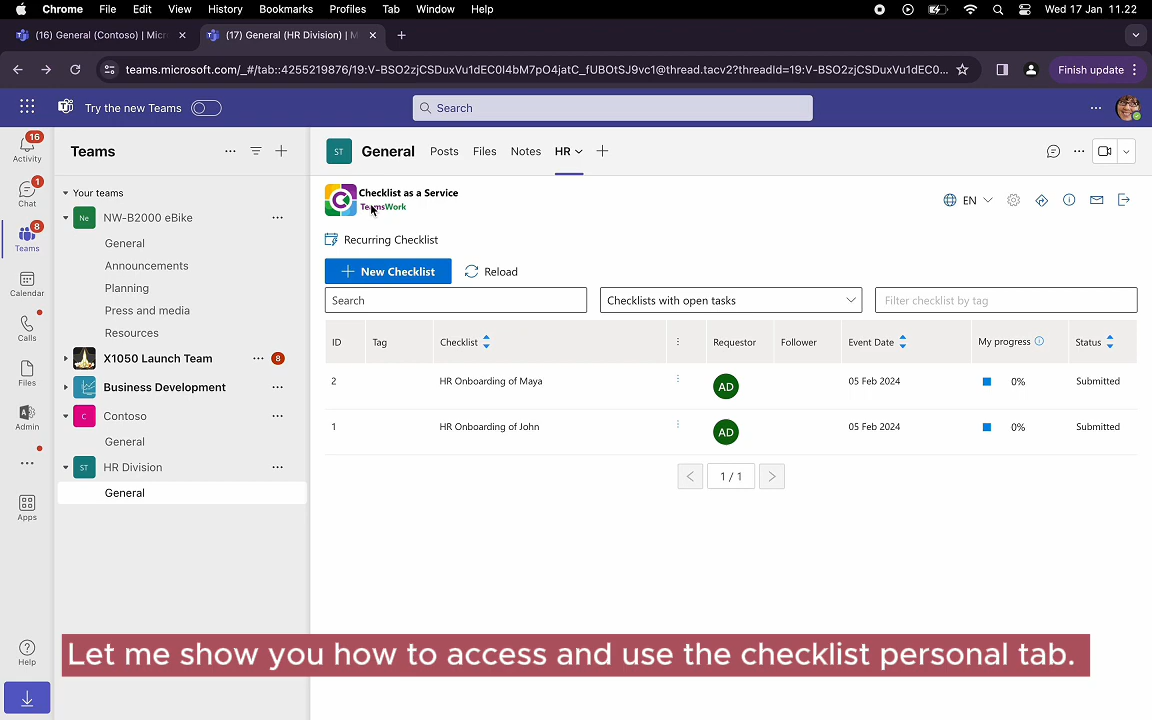 Chrome File Edit View History Bookmarks Profiles Tab Window Help Wed 17 Jan 11.22
(16) General (Contoso) | Micr (17) General (HR Division) | M
teams.microsoft.com/_#/tab::4255219876/19:V-BSO2zjCSDuxVu1dEC0I4bM7pO4jatC_fUBOtSJ9vc1@thread.tacv2?threadId=19:V-BSO2zjCSDuxVu1dEC0I4bM7pO4jatC_fUBOtSJ9vc1@thread.tacv2... Finish update
Try the new Teams Search
16
Activity
1
Chat
8
Teams
Calendar
Calls
Files
Admin
Apps
Help
Teams
Your teams
Ne NW-B2000 eBike
General
Announcements
Planning
Press and media
Resources
X1050 Launch Team 8
Business Development
C Contoso
General
ST HR Division
General
ST General Posts Files Notes HR
Checklist as a Service
TeamsWork
EN
Recurring Checklist
New Checklist Reload
Search Checklists with open tasks Filter checklist by tag
ID Tag Checklist Requestor Follower Event Date My progress Status
2 HR Onboarding of Maya AD 05 Feb 2024 0% Submitted
1 HR Onboarding of John AD 05 Feb 2024 0% Submitted
1 / 1
Let me show you how to access and use the checklist personal tab.